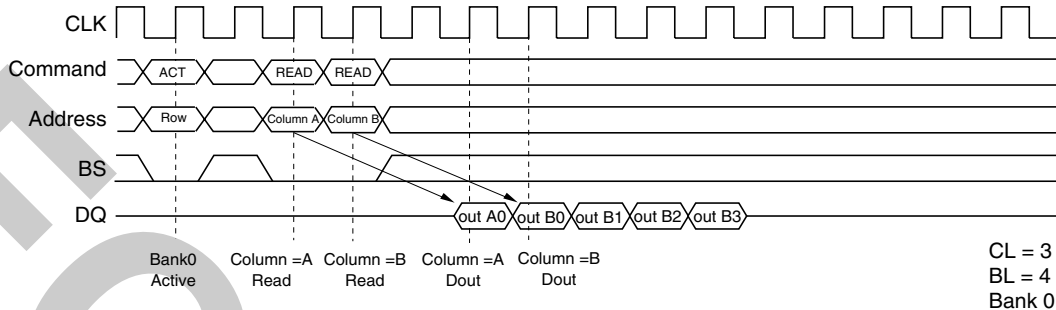 CLK
Command ACT READ READ
Address Row Column A Column B
BS
DQ out A0 out B0 out B1 out B2 out B3
Bank0 Column =A Column =B Column =A Column =B
Active Read Read Dout Dout
CL = 3
BL = 4
Bank 0